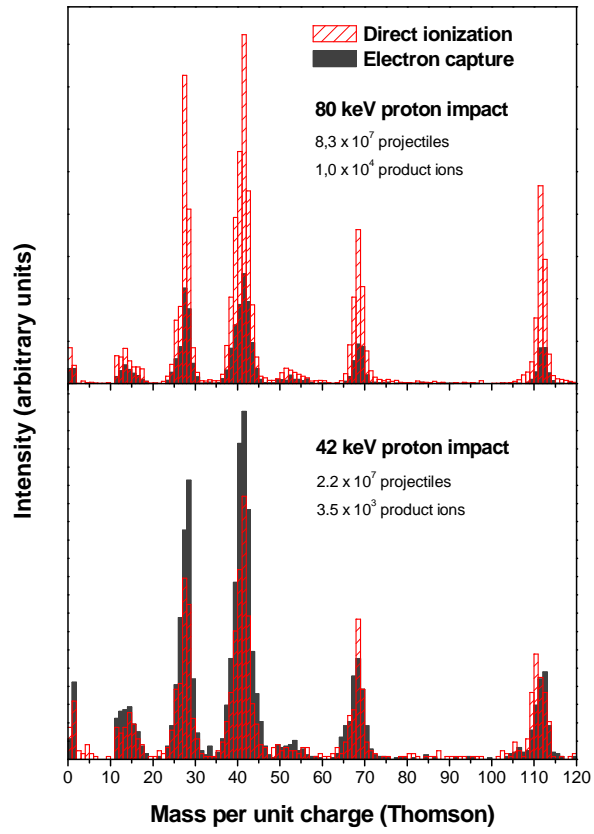 Direct ionization
Electron capture
80 keV proton impact
8,3 x 10⁷ projectiles
1,0 x 10⁴ product ions
Intensity (arbitrary units)
42 keV proton impact
2.2 x 10⁷ projectiles
3.5 x 10³ product ions
0 10 20 30 40 50 60 70 80 90 100 110 120
Mass per unit charge (Thomson)